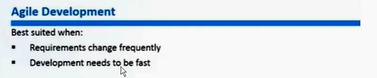 Agile Development
Best suited when:
▪ Requirements change frequently
▪ Development needs to be fast